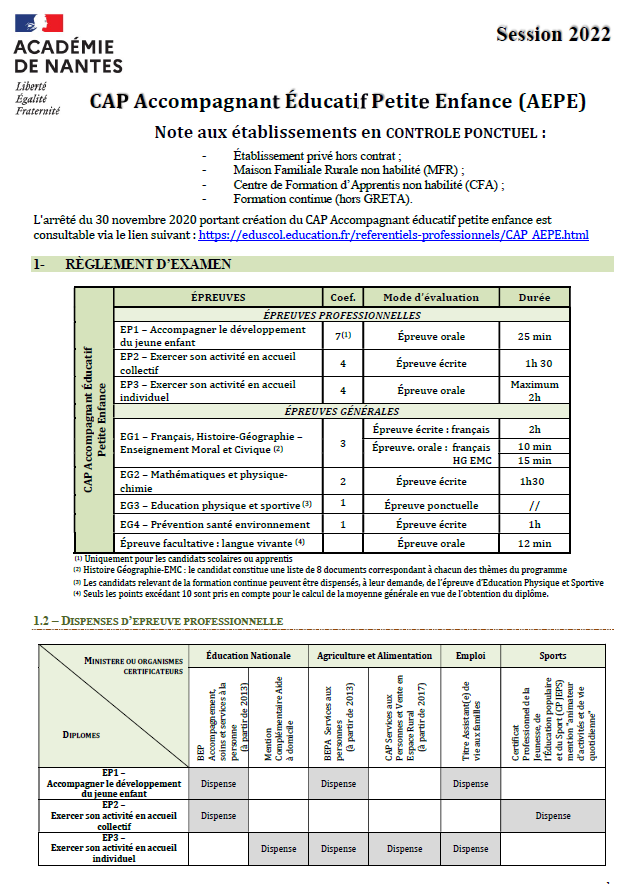 Session 2022
ACADÉMIE
DE NANTES
Liberté
Égalité
Fraternité
CAP Accompagnant Éducatif Petite Enfance (AEPE)
Note aux établissements en CONTROLE PONCTUEL :
- Établissement privé hors contrat ;
- Maison Familiale Rurale non habilité (MFR) ;
- Centre de Formation d'Apprentis non habilité (CFA) ;
- Formation continue (hors GRETA).
L'arrêté du 30 novembre 2020 portant création du CAP Accompagnant éducatif petite enfance est
consultable via le lien suivant : https://eduscol.education.fr/referentiels-professionnels/CAP_AEPE.html
1- RÈGLEMENT D'EXAMEN
CAP Accompagnant Éducatif
Petite Enfance
ÉPREUVES Coef. Mode d'évaluation Durée
ÉPREUVES PROFESSIONNELLES
EP1 – Accompagner le développement
du jeune enfant 7(1) Épreuve orale 25 min
EP2 – Exercer son activité en accueil
collectif 4 Épreuve écrite 1h 30
EP3 – Exercer son activité en accueil
individuel 4 Épreuve orale Maximum
2h
ÉPREUVES GÉNÉRALES
EG1 – Français, Histoire-Géographie –
Enseignement Moral et Civique (2) 3
Épreuve écrite : français 2h
Épreuve. orale : français 10 min
HG EMC 15 min
EG2 – Mathématiques et physique-
chimie 2 Épreuve écrite 1h30
EG3 – Education physique et sportive (3) 1 Épreuve ponctuelle //
EG4 – Prévention santé environnement 1 Épreuve écrite 1h
Épreuve facultative : langue vivante (4) Épreuve orale 12 min
(1) Uniquement pour les candidats scolaires ou apprentis
(2) Histoire Géographie-EMC : le candidat constitue une liste de 8 documents correspondant à chacun des thèmes du programme
(3) Les candidats relevant de la formation continue peuvent être dispensés, à leur demande, de l'épreuve d'Education Physique et Sportive
(4) Seuls les points excédant 10 sont pris en compte pour le calcul de la moyenne générale en vue de l'obtention du diplôme.
1.2 – DISPENSES D'EPREUVE PROFESSIONNELLE
MINISTERE OU ORGANISMES
CERTIFICATEURS
DIPLOMES
Éducation Nationale Agriculture et Alimentation Emploi Sports
BEP
Accompagnement,
soins et services à la
personne
(à partir de 2013)
Mention
Complémentaire Aide
à domicile
BEPA Services aux
personnes
(à partir de 2013)
CAP Services aux
Personnes et Vente en
Espace Rural
(à partir de 2017)
Titre Assistant(e) de
vie aux familles
Certificat
Professionnel de la
Jeunesse, de
l'Éducation populaire
et du Sport (CP JEPS)
mention "animateur
d'activités et de vie
quotidienne"
EP1 –
Accompagner le développement
du jeune enfant
Dispense Dispense Dispense
EP2 –
Exercer son activité en accueil
collectif
Dispense Dispense
EP3 –
Exercer son activité en accueil
individuel
Dispense Dispense Dispense Dispense